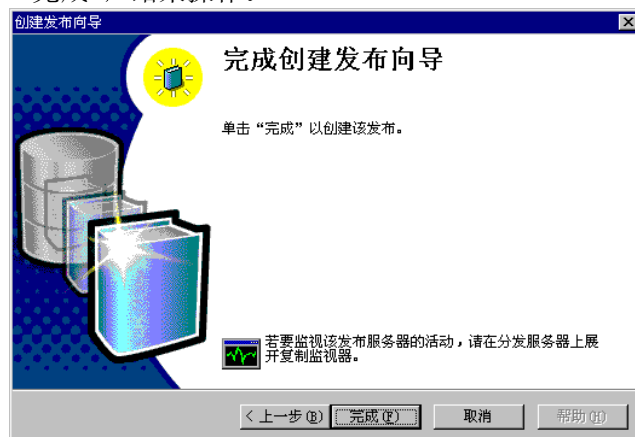 创建发布向导
完成创建发布向导
单击“完成”以创建该发布。
若要监视该发布服务器的活动，请在分发服务器上展
开复制监视器。
< 上一步(B) 完成(F) 取消 帮助(H)